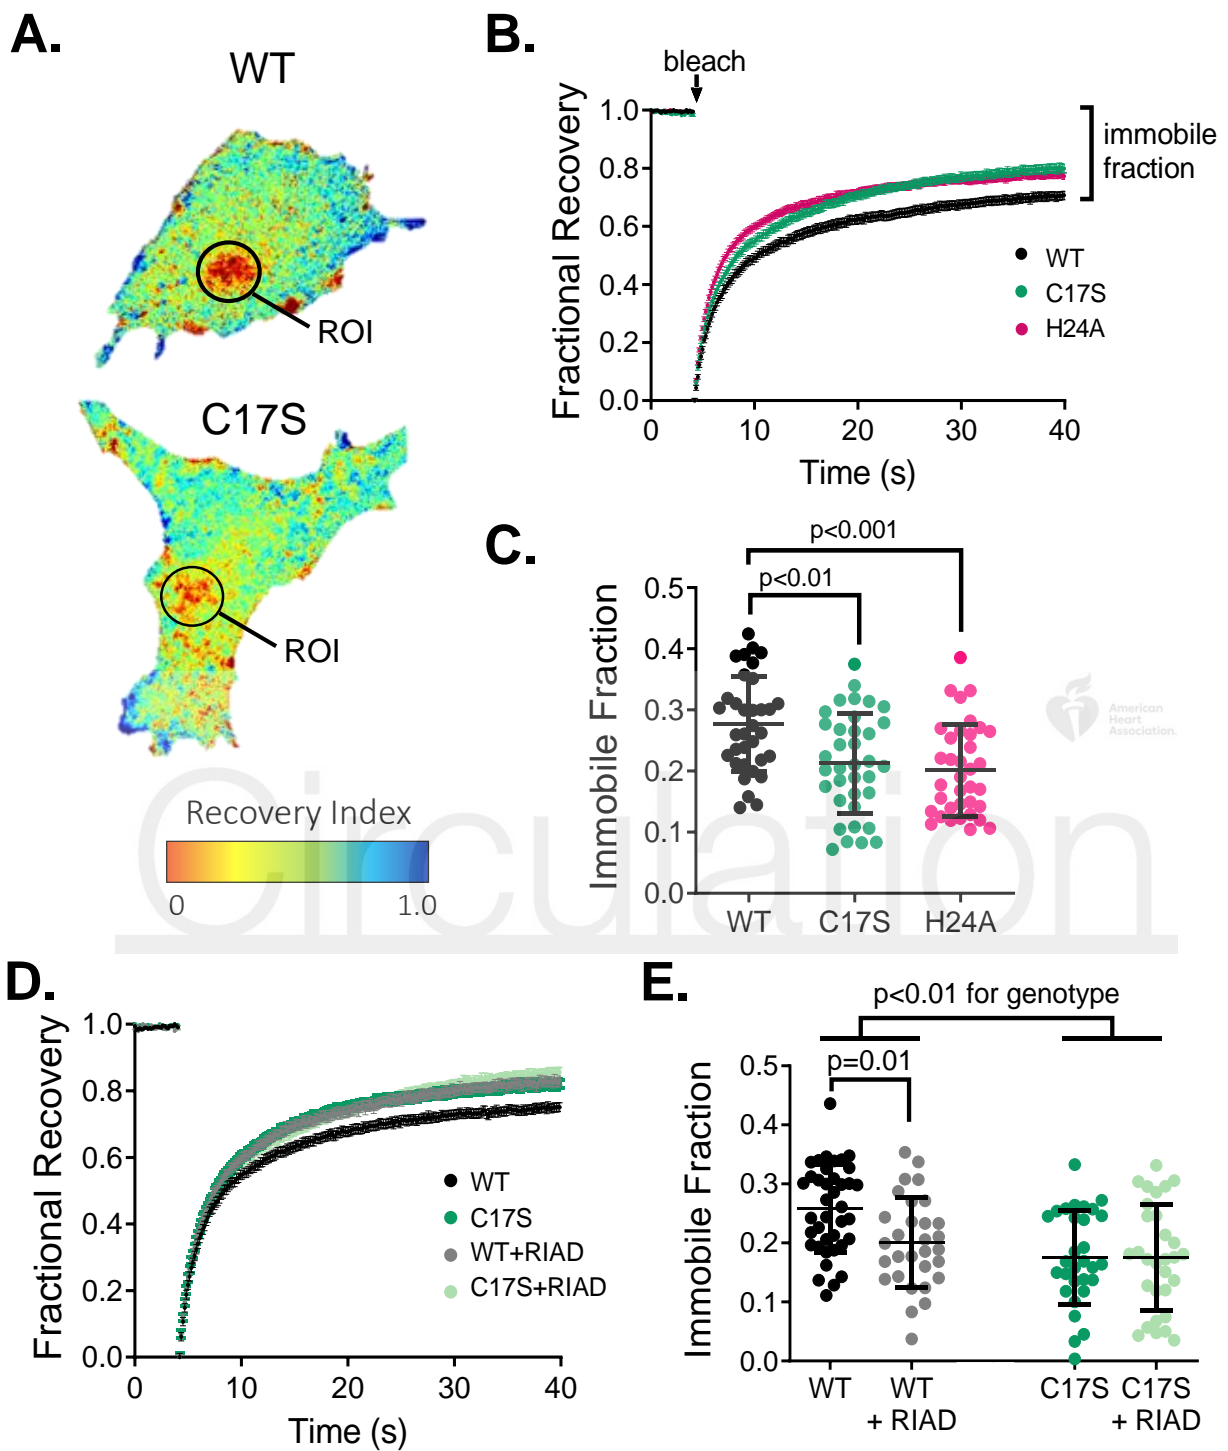 A.
WT
ROI
C17S
ROI
Recovery Index
0
1.0
B.
bleach
Fractional Recovery
1.0
0.8
0.6
0.4
0.2
0.0
0
10
20
30
40
Time (s)
immobile
fraction
WT
C17S
H24A
C.
p<0.001
p<0.01
Immobile Fraction
0.5
0.4
0.3
0.2
0.1
0.0
WT
C17S
H24A
American
Heart
Association.
Circulation
D.
Fractional Recovery
1.0
0.8
0.6
0.4
0.2
0.0
0
10
20
30
40
Time (s)
WT
C17S
WT+RIAD
C17S+RIAD
E.
p<0.01 for genotype
p=0.01
Immobile Fraction
0.5
0.4
0.3
0.2
0.1
0.0
WT
WT
+ RIAD
C17S
C17S
+ RIAD